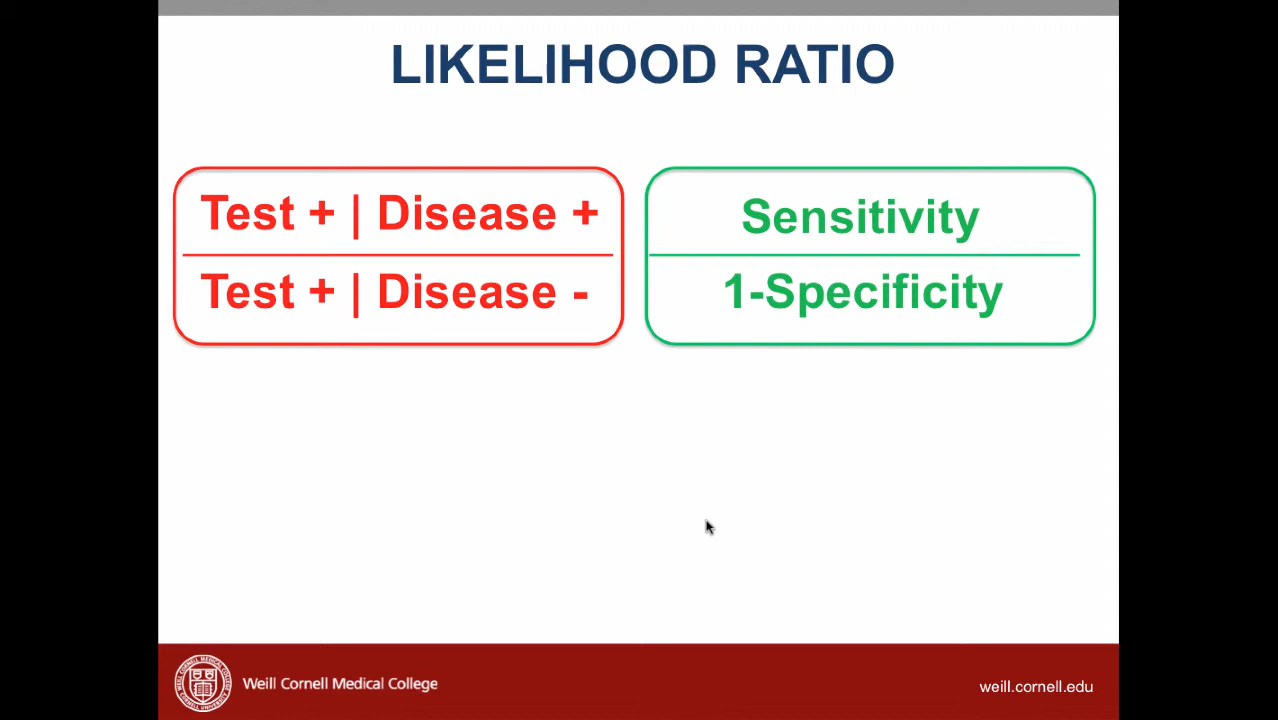 LIKELIHOOD RATIO
Test + | Disease +
Test + | Disease -
Sensitivity
1-Specificity
Weill Cornell Medical College
weill.cornell.edu